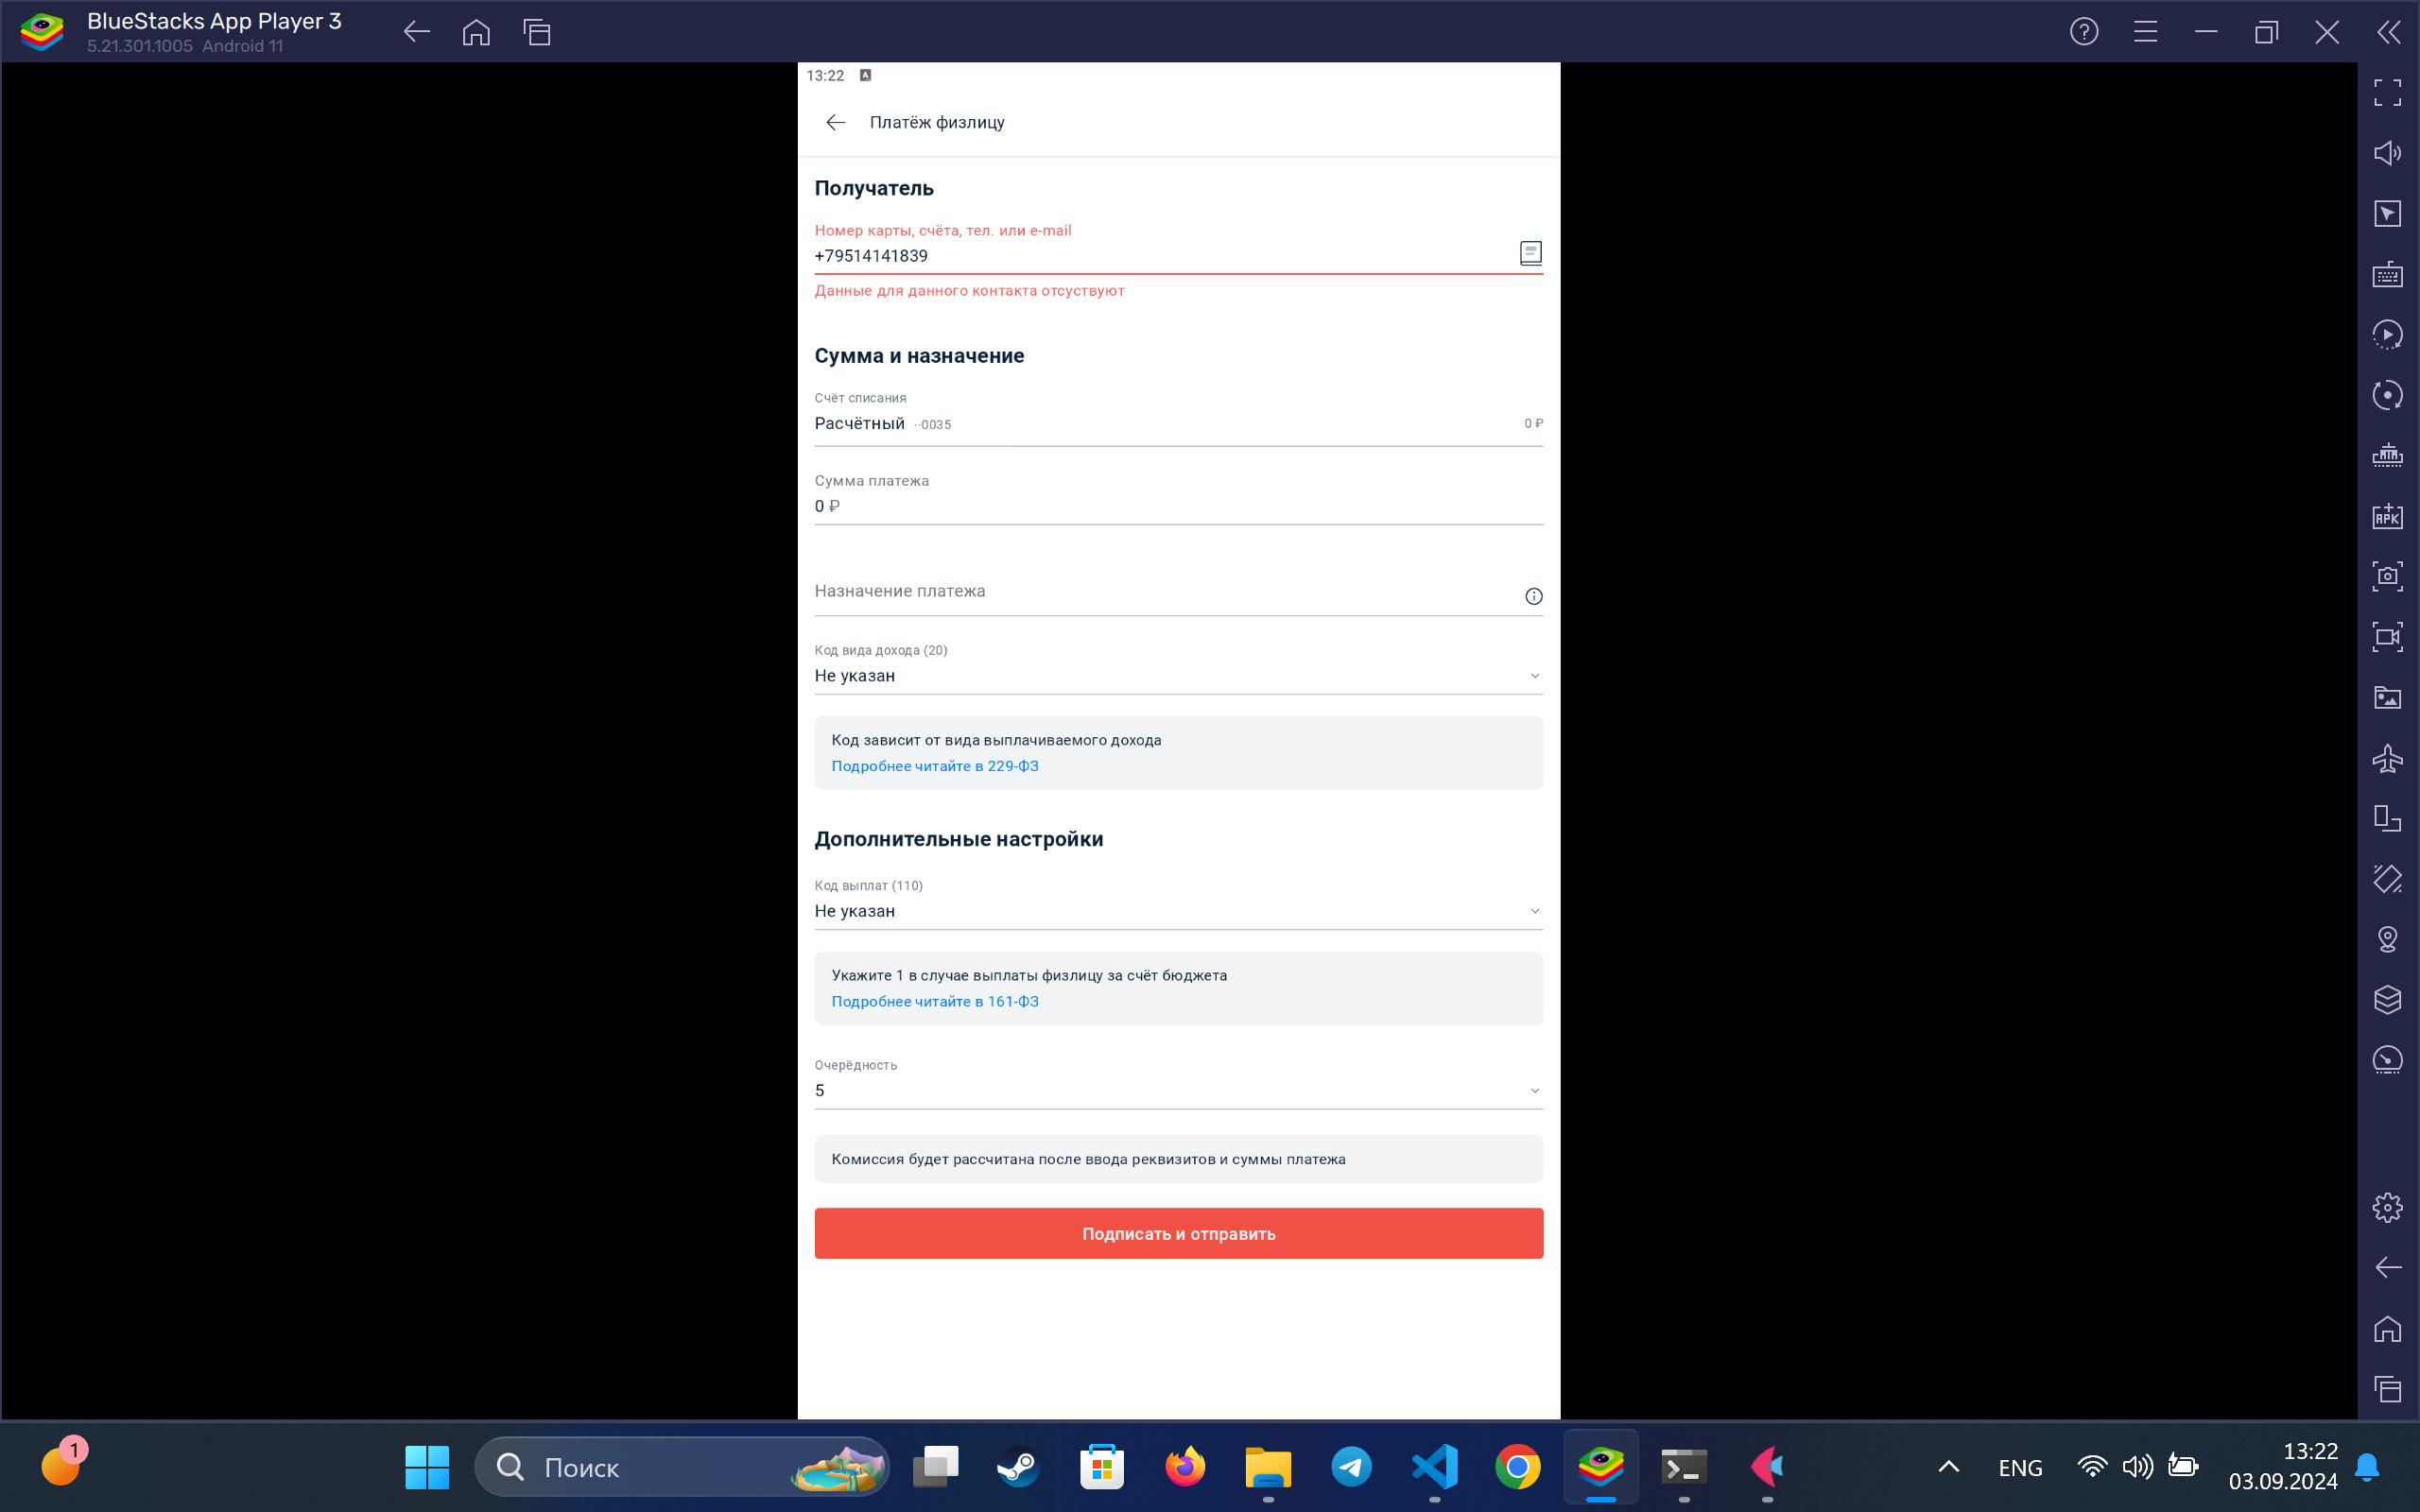 BlueStacks App Player 3
5.21.301.1005 Android 11
13:22
Платёж физлицу
Получатель
Номер карты, счёта, тел. или e-mail
+79514141839
Данные для данного контакта отсуствуют
Сумма и назначение
Счёт списания
Расчётный ··0035
0 ₽
Сумма платежа
0 ₽
Назначение платежа
Код вида дохода (20)
Не указан
Код зависит от вида выплачиваемого дохода
Подробнее читайте в 229-ФЗ
Дополнительные настройки
Код выплат (110)
Не указан
Укажите 1 в случае выплаты физлицу за счёт бюджета
Подробнее читайте в 161-ФЗ
Очерёдность
5
Комиссия будет рассчитана после ввода реквизитов и суммы платежа
Подписать и отправить
APK
1
Поиск
ENG
13:22
03.09.2024